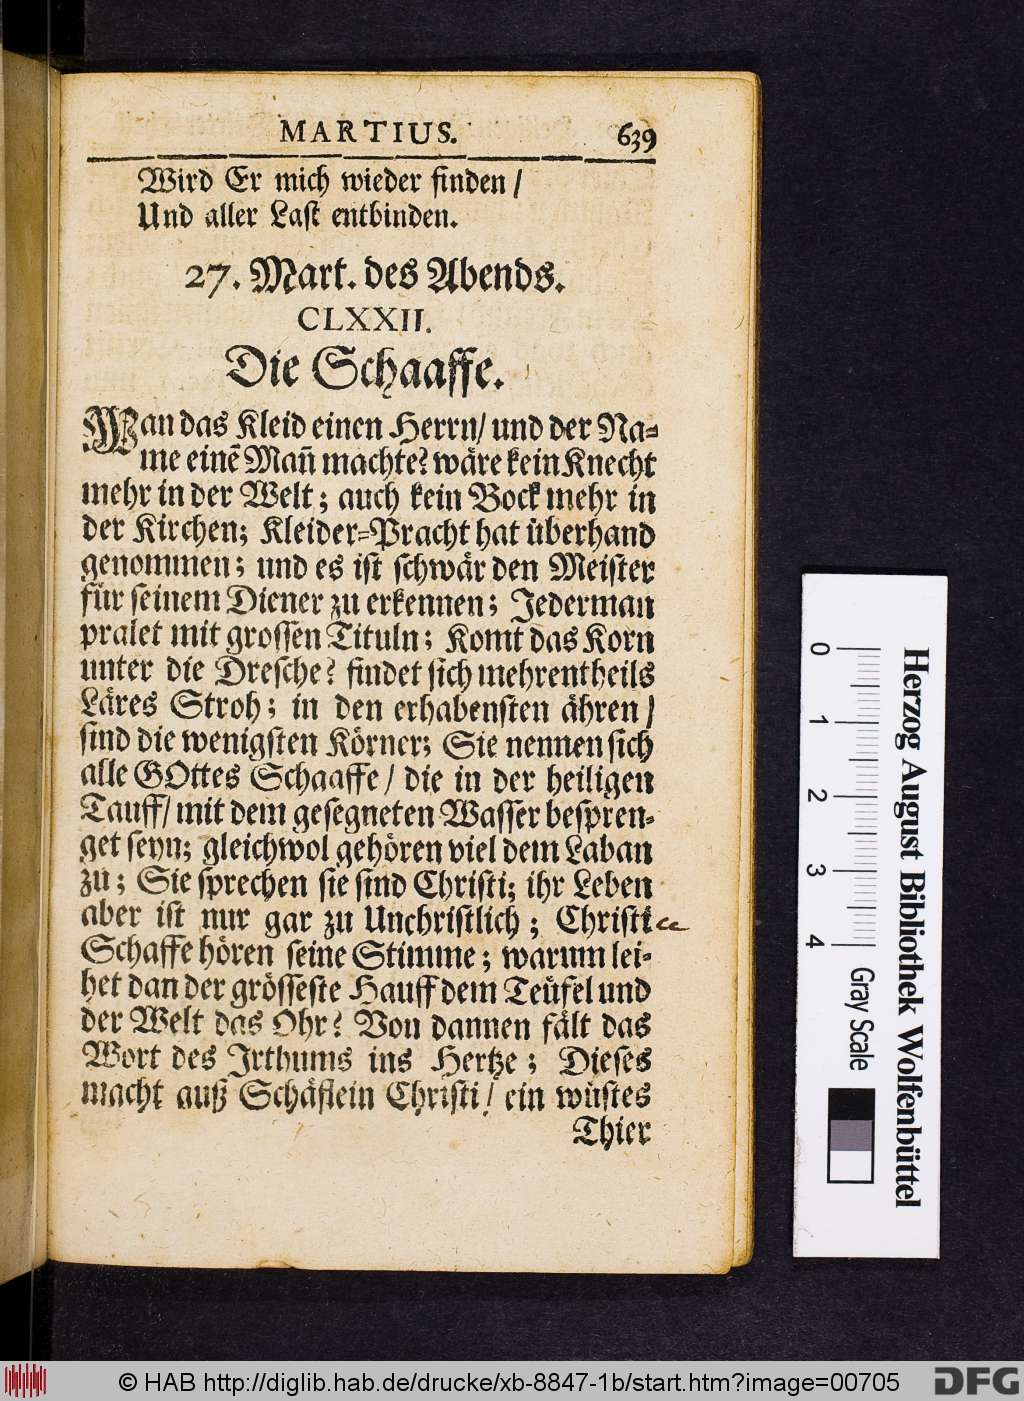 MARTIUS. 639
Wird Er mich wieder finden/
Und aller Last entbinden.
27. Mart. des Abends.
CLXXII.
Die Schaaffe.
Wan das Kleid einen Herrn/ und der Na=
me einẽ Mañ machte? wäre kein Knecht
mehr in der Welt; auch kein Bock mehr in
der Kirchen; Kleider=Pracht hat überhand
genommen; und es ist schwär den Meister
für seinem Diener zu erkennen; Jederman
pralet mit grossen Tituln; Komt das Korn
unter die Dresche? findet sich mehrentheils
Läres Stroh; in den erhabensten ähren/
sind die wenigsten Körner; Sie nennen sich
alle GOttes Schaaffe/ die in der heiligen
Tauff/ mit dem gesegneten Wasser bespren=
get seyn; gleichwol gehören viel dem Laban
zu; Sie sprechen sie sind Christi; ihr Leben
aber ist nur gar zu Unchristlich; Christi
Schaffe hören seine Stimme; warum lei=
het dan der grösseste Hauff dem Teüfel und
der Welt das Ohr? Von dannen fält das
Wort des Irthums ins Hertze; Dieses
macht auß Schäflein Christi/ ein wüstes
Thier
0 1 2 3 4
Gray Scale
Herzog August Bibliothek Wolfenbüttel
© HAB http://diglib.hab.de/drucke/xb-8847-1b/start.htm?image=00705
DFG